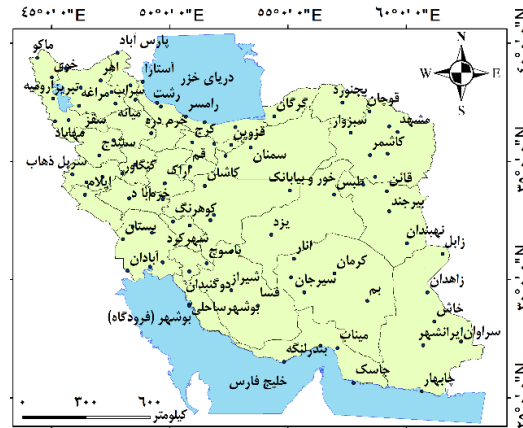 ۴۵°۰'۰"E ۵۰°۰'۰"E ۵۵°۰'۰"E ۶۰°۰'۰"E
N
W E
S
پارس آباد
ماکو
آستارا
خوی
اهر
دریای خزر
تبریز
ارومیه
سراب
مراغه
رشت
بجنورد
رامسر
گرگان
قوچان
میانه
خرم دره
مشهد
سقز
مهاباد
کرج
قزوین
سبزوار
سنندج
قم
سمنان
کاشمر
سرپل ذهاب
کنگاور
اراک
کاشان
خور و بیابانک
طبس
قاین
ایلام
خرم آباد
بیرجند
کوهرنگ
یزد
بستان
نهبندان
شهرکرد
زابل
یاسوج
انار
آبادان
کرمان
دوگنبدان
شیراز
سیرجان
زاهدان
فسا
بم
بوشهر ساحلی
خاش
بوشهر (فرودگاه)
سراوان
ایرانشهر
میناب
بندرلنگه
جاسک
خلیج فارس
چابهار
۰ ۳۰۰ ۶۰۰
کیلومتر